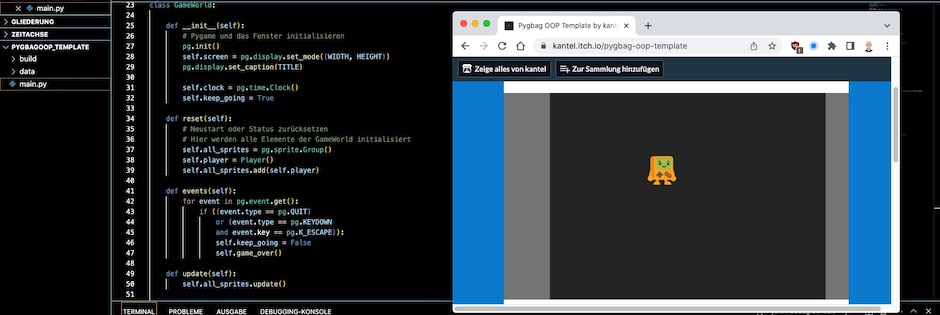 main.py
GLIEDERUNG
ZEITACHSE
PYGBAGOOP_TEMPLATE
build
data
main.py
23 class GameWorld:
24
25 def __init__(self):
26 # Pygame und das Fenster initialisieren
27 pg.init()
28 self.screen = pg.display.set_mode((WIDTH, HEIGHT))
29 pg.display.set_caption(TITLE)
30
31 self.clock = pg.time.Clock()
32 self.keep_going = True
33
34 def reset(self):
35 # Neustart oder Status zurücksetzen
36 # Hier werden alle Elemente der GameWorld initialisiert
37 self.all_sprites = pg.sprite.Group()
38 self.player = Player()
39 self.all_sprites.add(self.player)
40
41 def events(self):
42 for event in pg.event.get():
43 if ((event.type == pg.QUIT)
44 or (event.type == pg.KEYDOWN
45 and event.key == pg.K_ESCAPE)):
46 self.keep_going = False
47 self.game_over()
48
49 def update(self):
50 self.all_sprites.update()
51
TERMINAL PROBLEME AUSGABE DEBUGGING-KONSOLE
Pygbag OOP Template by kant
kantel.itch.io/pygbag-oop-template
1
Zeige alles von kantel
Zur Sammlung hinzufügen